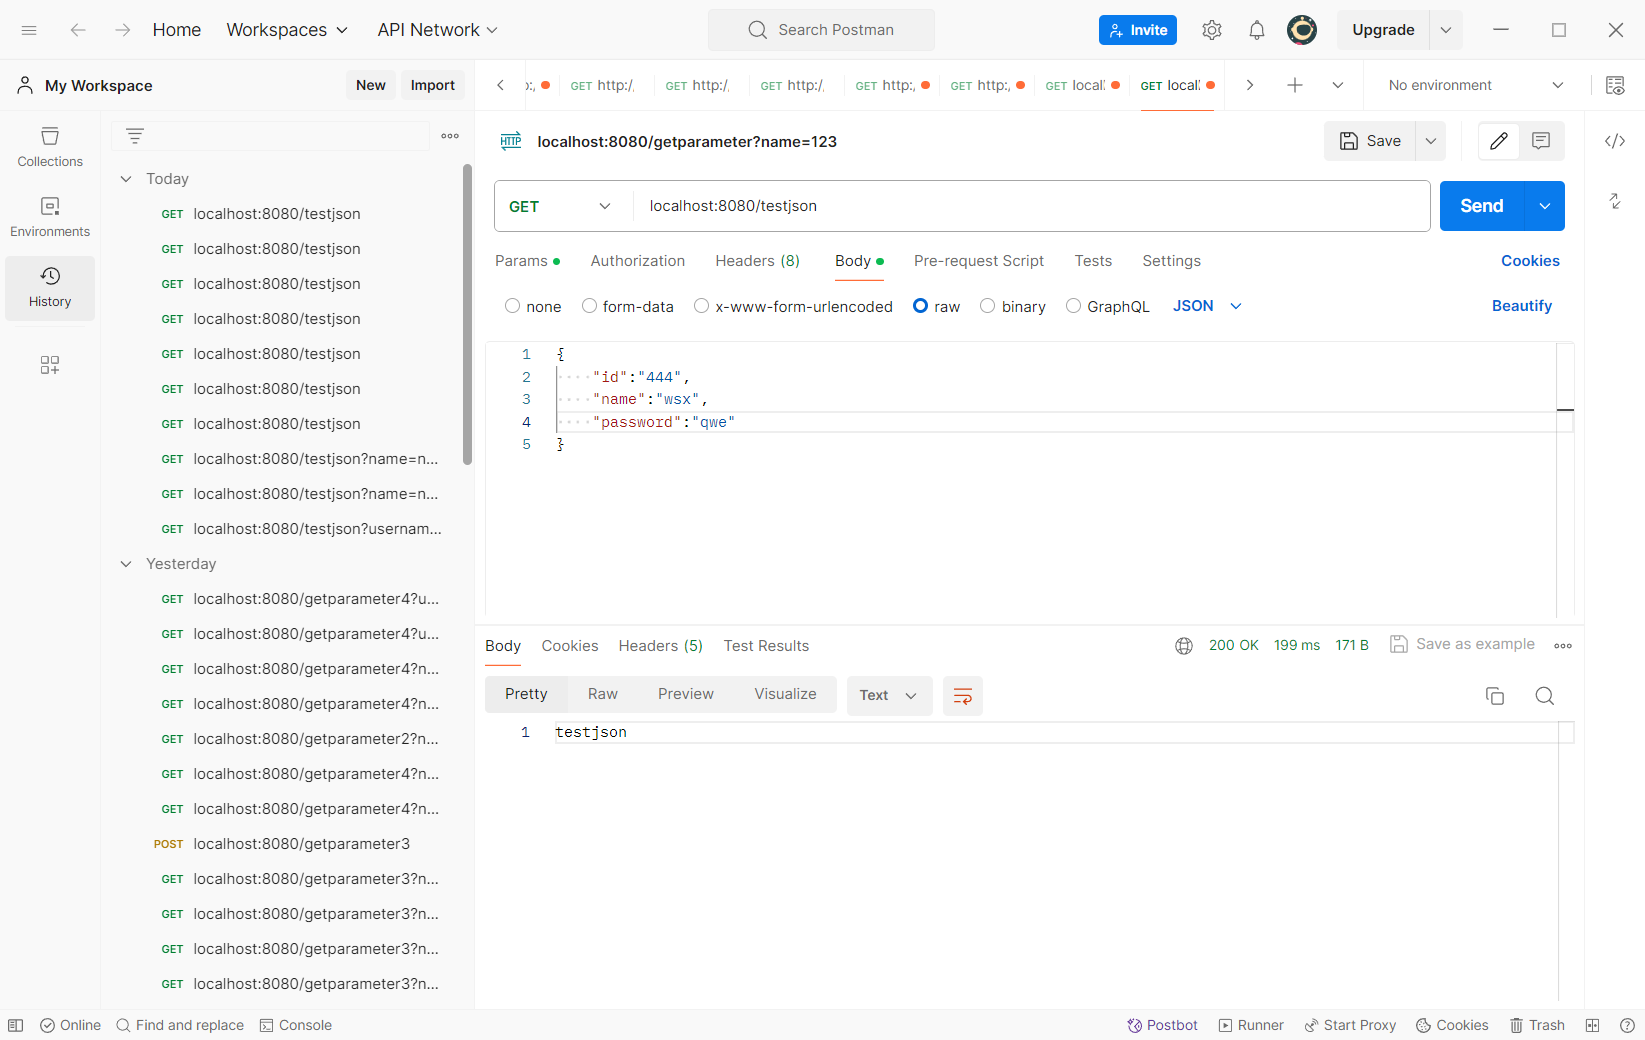 Home
Workspaces
API Network
Search Postman
Invite
Upgrade
My Workspace
New
Import
GET http:/
GET http:/
GET http:/
GET http:
GET http:
GET local
GET local
No environment
Collections
Environments
History
Today
GET localhost:8080/testjson
GET localhost:8080/testjson
GET localhost:8080/testjson
GET localhost:8080/testjson
GET localhost:8080/testjson
GET localhost:8080/testjson
GET localhost:8080/testjson
GET localhost:8080/testjson?name=n...
GET localhost:8080/testjson?name=n...
GET localhost:8080/testjson?usernam...
Yesterday
GET localhost:8080/getparameter4?u...
GET localhost:8080/getparameter4?u...
GET localhost:8080/getparameter4?n...
GET localhost:8080/getparameter4?n...
GET localhost:8080/getparameter2?n...
GET localhost:8080/getparameter4?n...
GET localhost:8080/getparameter4?n...
POST localhost:8080/getparameter3
GET localhost:8080/getparameter3?n...
GET localhost:8080/getparameter3?n...
GET localhost:8080/getparameter3?n...
GET localhost:8080/getparameter3?n...
HTTP localhost:8080/getparameter?name=123
Save
GET localhost:8080/testjson
Send
Params Authorization Headers (8) Body Pre-request Script Tests Settings Cookies
none form-data x-www-form-urlencoded raw binary GraphQL JSON Beautify
1 {
2 "id":"444",
3 "name":"wsx",
4 "password":"qwe"
5 }
Body Cookies Headers (5) Test Results
200 OK 199 ms 171 B Save as example
Pretty Raw Preview Visualize Text
1 testjson
Online Find and replace Console
Postbot Runner Start Proxy Cookies Trash